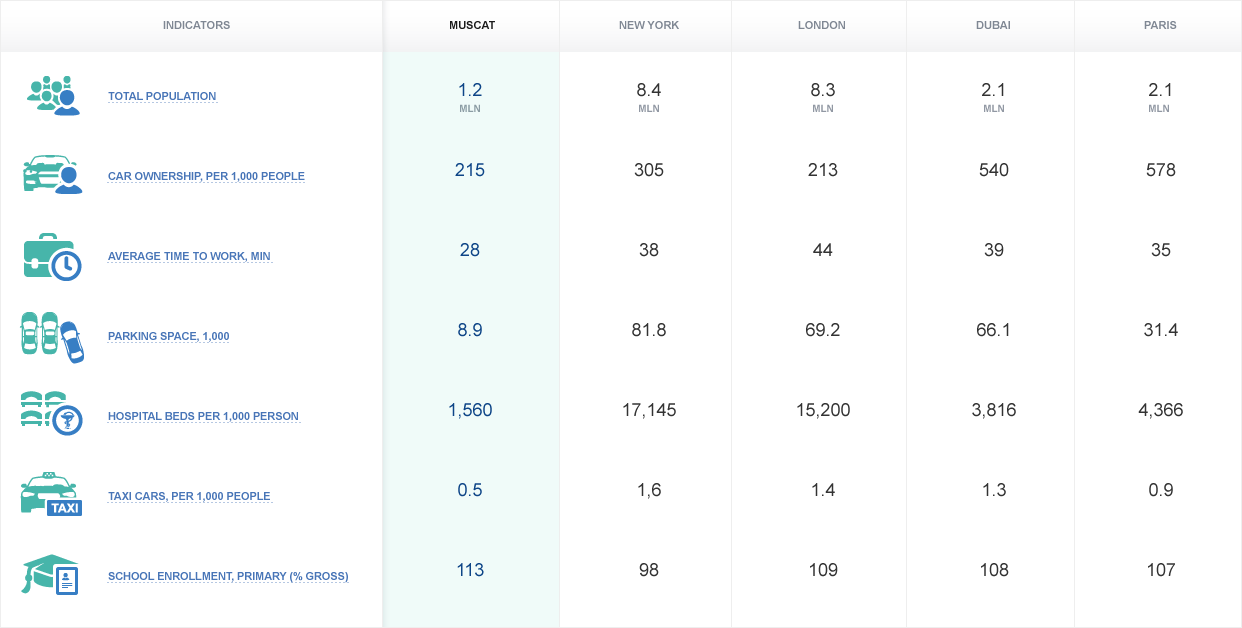 INDICATORS MUSCAT NEW YORK LONDON DUBAI PARIS
TOTAL POPULATION 1.2 8.4 8.3 2.1 2.1
MLN MLN MLN MLN MLN
CAR OWNERSHIP, PER 1,000 PEOPLE 215 305 213 540 578
AVERAGE TIME TO WORK, MIN 28 38 44 39 35
PARKING SPACE, 1,000 8.9 81.8 69.2 66.1 31.4
HOSPITAL BEDS PER 1,000 PERSON 1,560 17,145 15,200 3,816 4,366
TAXI CARS, PER 1,000 PEOPLE 0.5 1,6 1.4 1.3 0.9
TAXI
SCHOOL ENROLLMENT, PRIMARY (% GROSS) 113 98 109 108 107